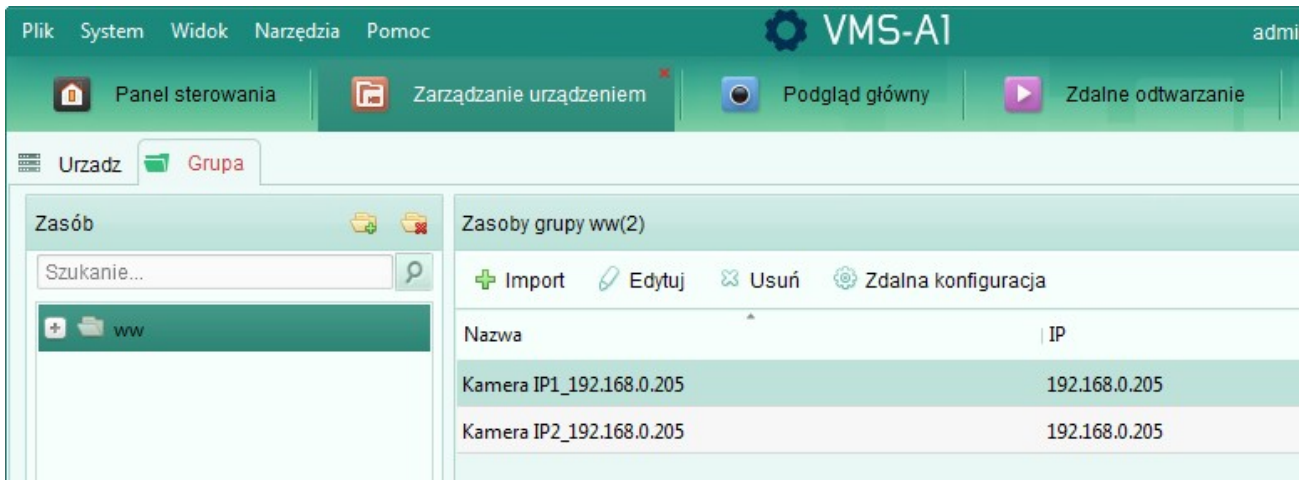 Plik System Widok Narzędzia Pomoc VMS-A1 admi
Panel sterowania Zarządzanie urządzeniem Podgląd główny Zdalne odtwarzanie
Urzadz Grupa
Zasób Zasoby grupy ww(2)
Szukanie... Import Edytuj Usuń Zdalna konfiguracja
ww Nazwa IP
Kamera IP1_192.168.0.205 192.168.0.205
Kamera IP2_192.168.0.205 192.168.0.205